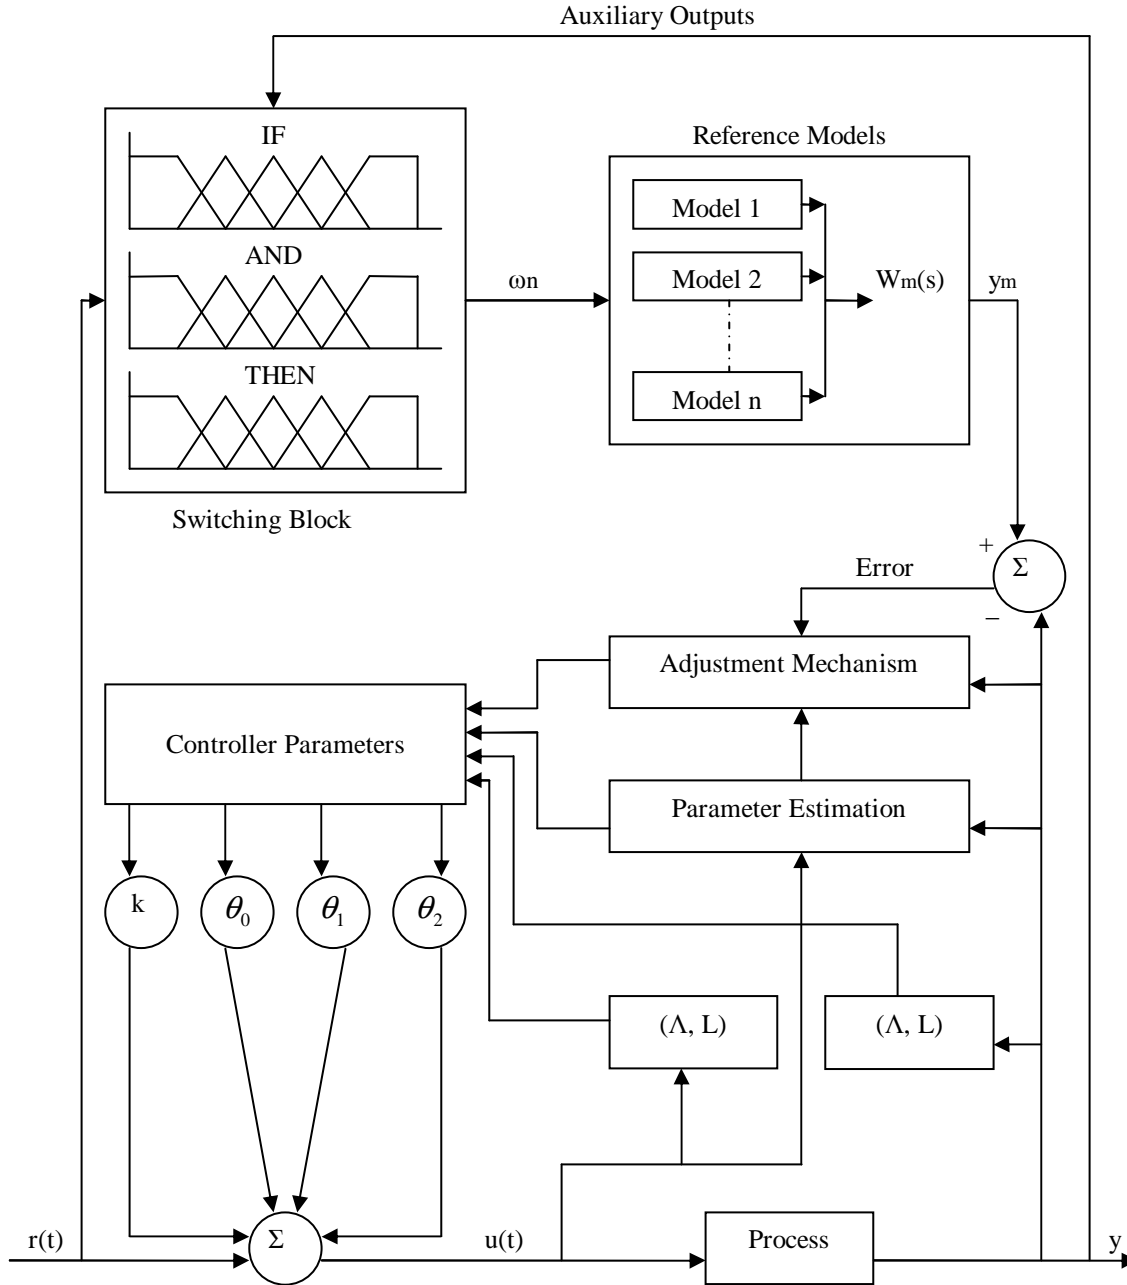 Auxiliary Outputs
IF
AND
THEN
Switching Block
ωn
Reference Models
Model 1
Model 2
Model n
Wm(s)
ym
+
Σ
−
Error
Adjustment Mechanism
Controller Parameters
Parameter Estimation
k
θ0
θ1
θ2
(Λ, L)
(Λ, L)
r(t)
Σ
u(t)
Process
y